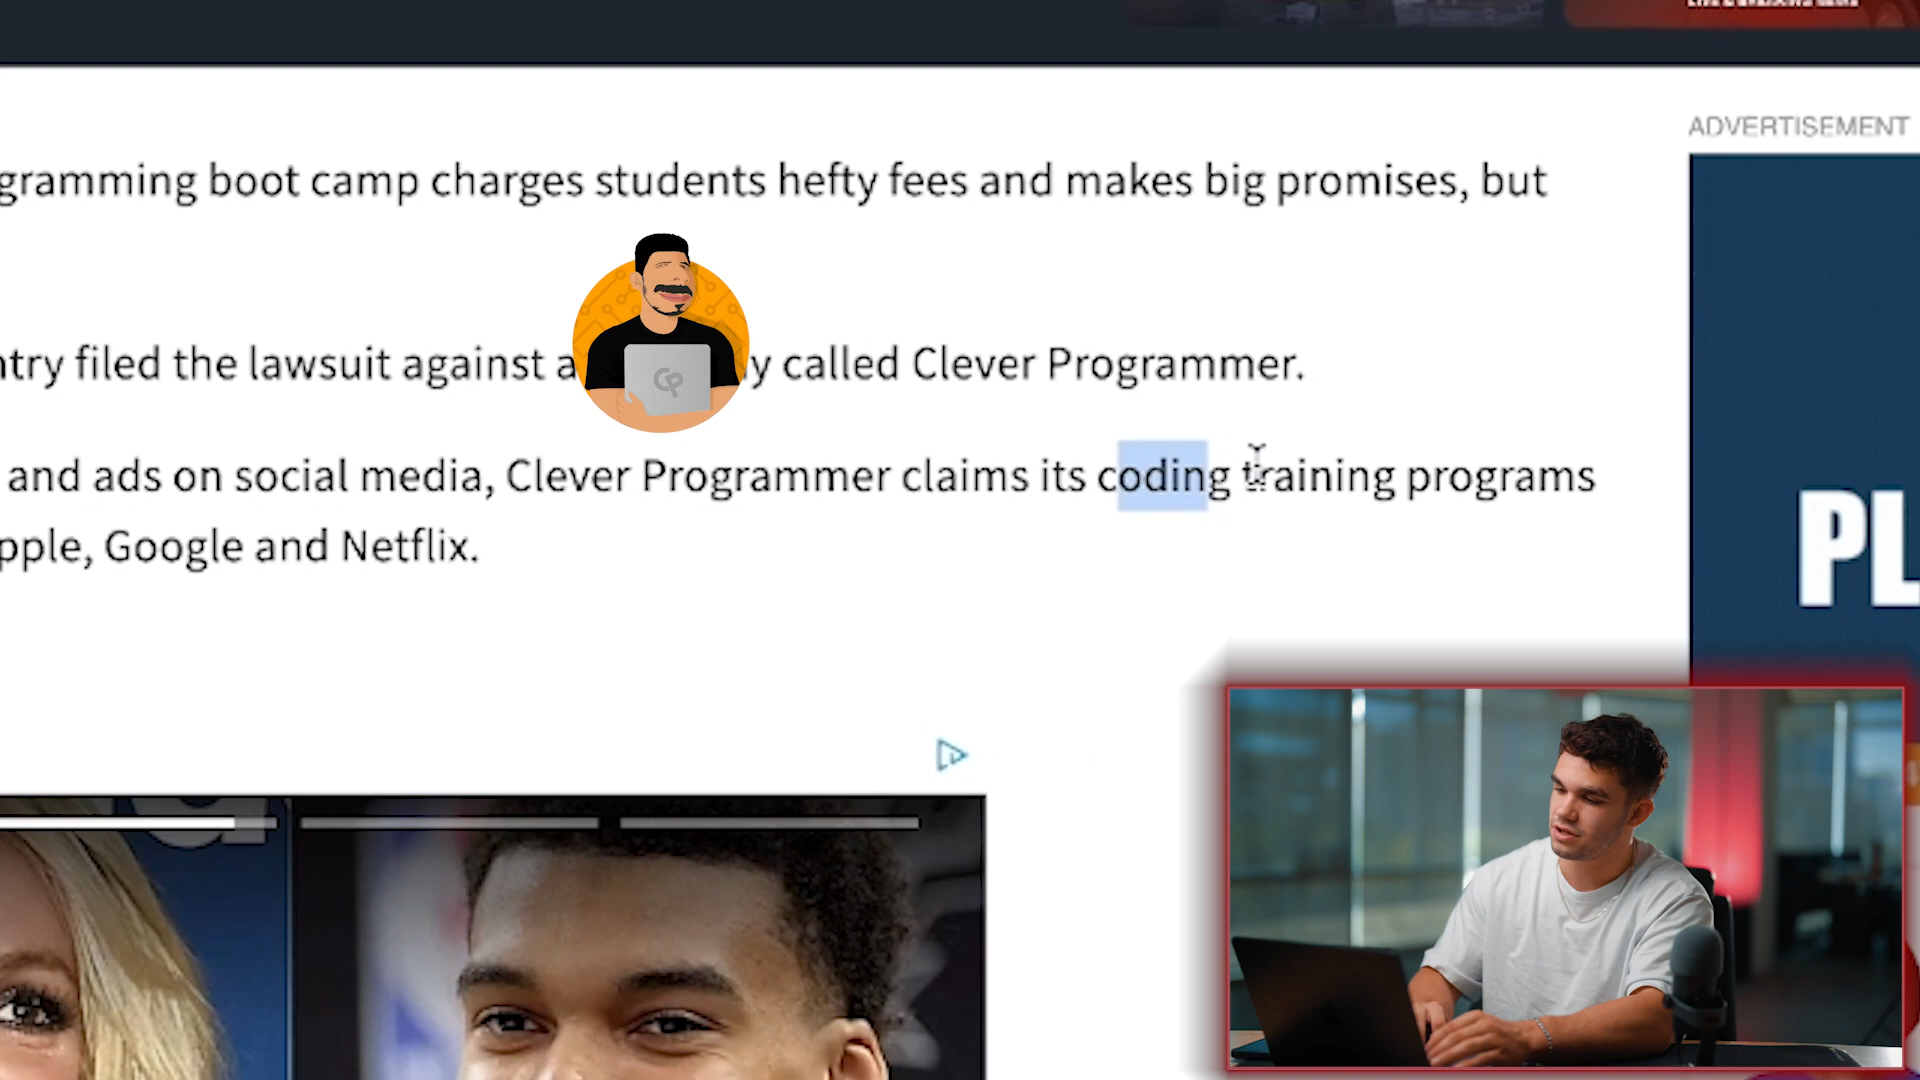 ADVERTISEMENT
gramming boot camp charges students hefty fees and makes big promises, but
ntry filed the lawsuit against a y called Clever Programmer.
CP
and ads on social media, Clever Programmer claims its coding training programs
pple, Google and Netflix.
PL